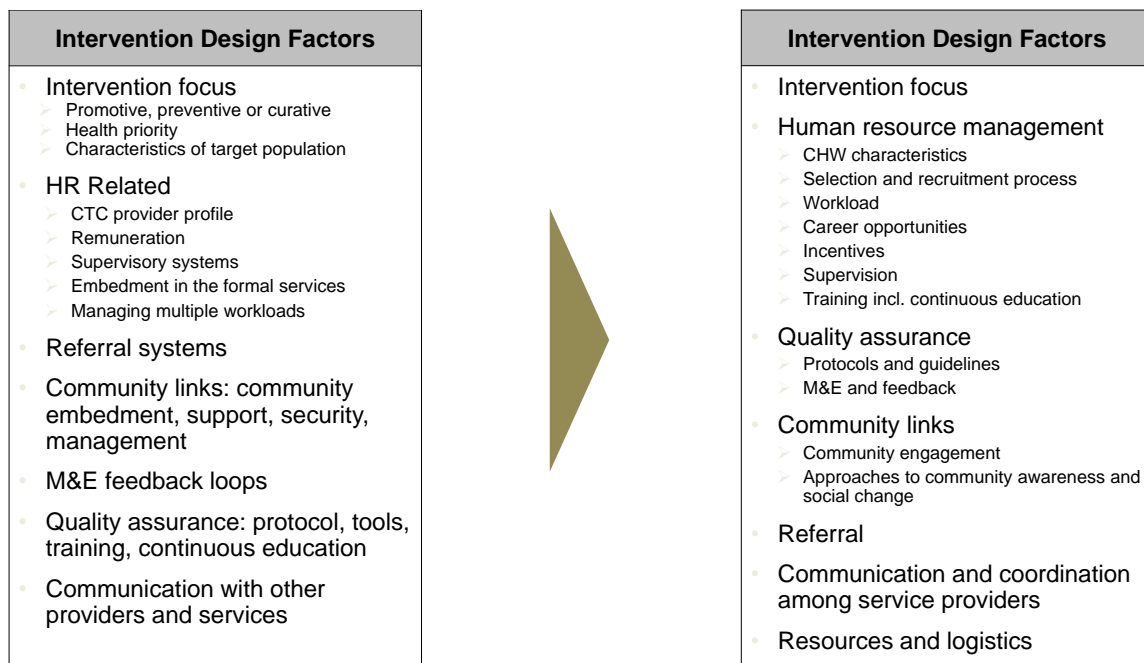 Intervention Design Factors
Intervention focus
Promotive, preventive or curative
Health priority
Characteristics of target population
HR Related
CTC provider profile
Remuneration
Supervisory systems
Embedment in the formal services
Managing multiple workloads
Referral systems
Community links: community
embedment, support, security,
management
M&E feedback loops
Quality assurance: protocol, tools,
training, continuous education
Communication with other
providers and services
Intervention Design Factors
Intervention focus
Human resource management
CHW characteristics
Selection and recruitment process
Workload
Career opportunities
Incentives
Supervision
Training incl. continuous education
Quality assurance
Protocols and guidelines
M&E and feedback
Community links
Community engagement
Approaches to community awareness and
social change
Referral
Communication and coordination
among service providers
Resources and logistics